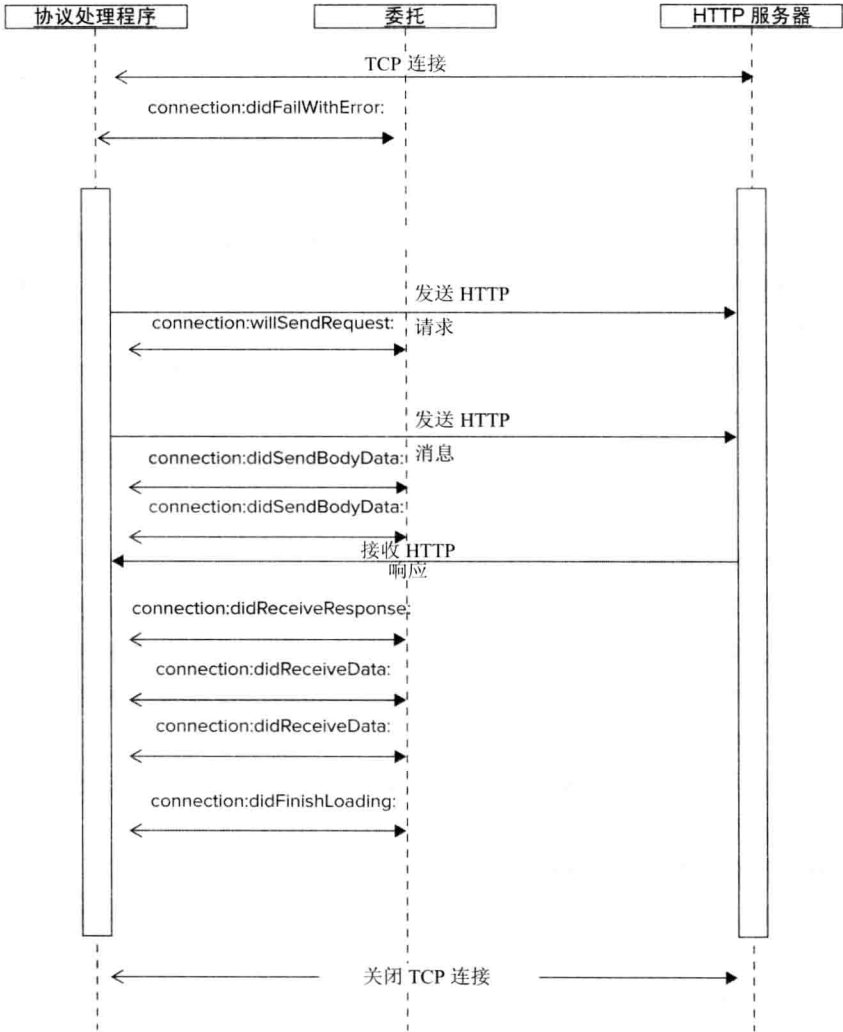 协议处理程序
委托
HTTP 服务器
TCP 连接
connection:didFailWithError:
发送 HTTP
请求
connection:willSendRequest:
发送 HTTP
消息
connection:didSendBodyData:
connection:didSendBodyData:
接收 HTTP
响应
connection:didReceiveResponse:
connection:didReceiveData:
connection:didReceiveData:
connection:didFinishLoading:
关闭 TCP 连接